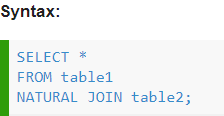 Syntax:
SELECT *
FROM table1
NATURAL JOIN table2;